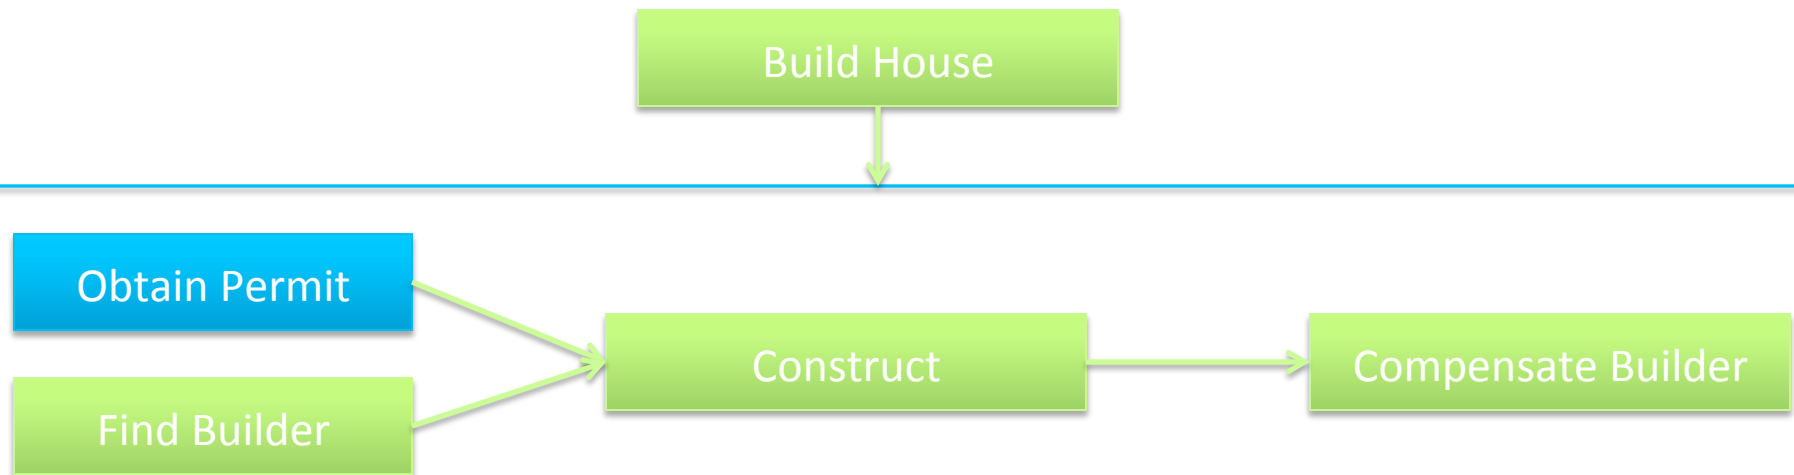 Build House
Obtain Permit
Find Builder
Construct
Compensate Builder